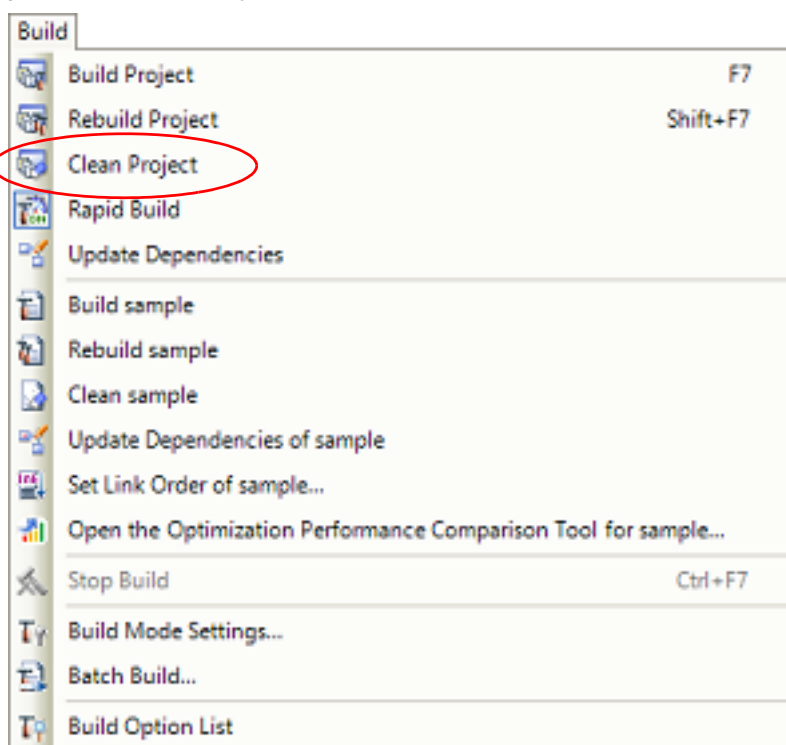 Build
Build Project F7
Rebuild Project Shift+F7
Clean Project
Rapid Build
Update Dependencies
Build sample
Rebuild sample
Clean sample
Update Dependencies of sample
Set Link Order of sample...
Open the Optimization Performance Comparison Tool for sample...
Stop Build Ctrl+F7
Build Mode Settings...
Batch Build...
Build Option List